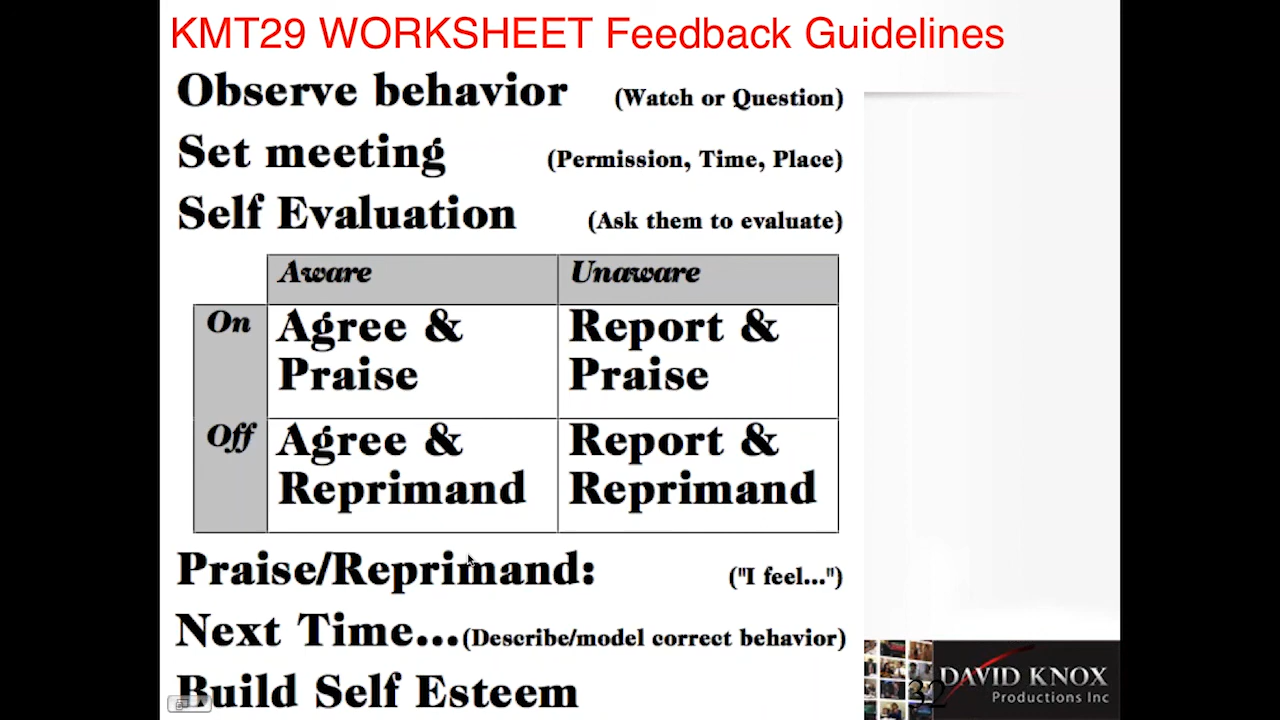 KMT29 WORKSHEET Feedback Guidelines
Observe behavior (Watch or Question)
Set meeting (Permission, Time, Place)
Self Evaluation (Ask them to evaluate)
Aware Unaware
On Agree & Report &
Praise Praise
Off Agree & Report &
Reprimand Reprimand
Praise/Reprimand: ("I feel...")
Next Time...(Describe/model correct behavior)
Build Self Esteem
32
DAVID KNOX
Productions Inc